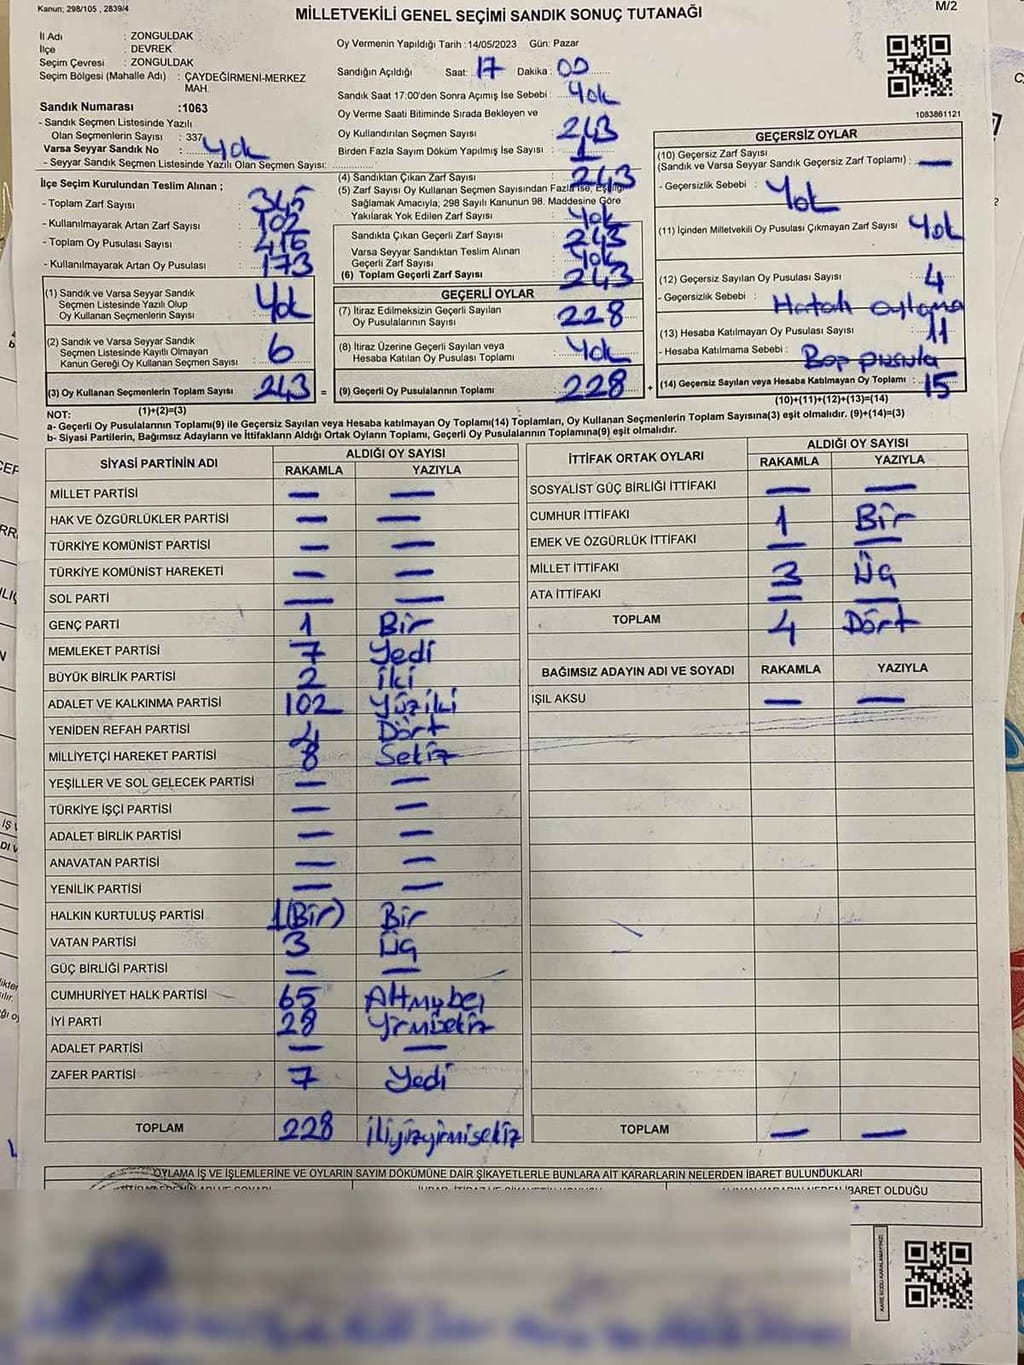 Kanun; 298/105 , 2839/4
MİLLETVEKİLİ GENEL SEÇİMİ SANDIK SONUÇ TUTANAĞI
M/2
İl Adı : ZONGULDAK
İlçe : DEVREK
Seçim Çevresi : ZONGULDAK
Seçim Bölgesi (Mahalle Adı) : ÇAYDEĞİRMENİ-MERKEZ MAH.
Sandık Numarası :1063
- Sandık Seçmen Listesinde Yazılı
Olan Seçmenlerin Sayısı : 337
Varsa Seyyar Sandık No : Yok
- Seyyar Sandık Seçmen Listesinde Yazılı Olan Seçmen Sayısı:
Oy Vermenin Yapıldığı Tarih :14/05/2023 Gün: Pazar
Sandığın Açıldığı Saat: 17 Dakika : 00
Sandık Saat 17:00'den Sonra Açımış İse Sebebi : Yok
Oy Verme Saati Bitiminde Sırada Bekleyen ve
Oy Kullandırılan Seçmen Sayısı : 243
Birden Fazla Sayım Döküm Yapılmış İse Sayısı : 1
1083861121
İlçe Seçim Kurulundan Teslim Alınan ;
- Toplam Zarf Sayısı : 345
- Kullanılmayarak Artan Zarf Sayısı : 102
- Toplam Oy Pusulası Sayısı : 416
- Kullanılmayarak Artan Oy Pusulası : 173
(1) Sandık ve Varsa Seyyar Sandık
Seçmen Listesinde Yazılı Olup
Oy Kullanan Seçmenlerin Sayısı : Yok
(2) Sandık ve Varsa Seyyar Sandık
Seçmen Listesinde Kayıtlı Olmayan
Kanun Gereği Oy Kullanan Seçmen Sayısı : 6
(3) Oy Kullanan Seçmenlerin Toplam Sayısı : 243
(1)+(2)=(3)
(4) Sandıktan Çıkan Zarf Sayısı : 243
(5) Zarf Sayısı Oy Kullanan Seçmen Sayısından Fazla İse, Eşitliği
Sağlamak Amacıyla, 298 Sayılı Kanunun 98. Maddesine Göre
Yakılarak Yok Edilen Zarf Sayısı : Yok
Sandıkta Çıkan Geçerli Zarf Sayısı : 243
Varsa Seyyar Sandıktan Teslim Alınan
Geçerli Zarf Sayısı : Yok
(6) Toplam Geçerli Zarf Sayısı : 243
GEÇERLİ OYLAR
(7) İtiraz Edilmeksizin Geçerli Sayılan
Oy Pusulalarının Sayısı : 228
(8) İtiraz Üzerine Geçerli Sayılan veya
Hesaba Katılan Oy Pusulası Toplamı : Yok
= (9) Geçerli Oy Pusulalarının Toplamı : 228 +
GEÇERSİZ OYLAR
(10) Geçersiz Zarf Sayısı
(Sandık ve Varsa Seyyar Sandık Geçersiz Zarf Toplamı) : —
- Geçersizlik Sebebi : Yok
(11) İçinden Milletvekili Oy Pusulası Çıkmayan Zarf Sayısı : Yok
(12) Geçersiz Sayılan Oy Pusulası Sayısı : 4
- Geçersizlik Sebebi : Hatalı oylama
(13) Hesaba Katılmayan Oy Pusulası Sayısı : 11
- Hesaba Katılmama Sebebi : Boş pusula
(14) Geçersiz Sayılan veya Hesaba Katılmayan Oy Toplamı : 15
(10)+(11)+(12)+(13)=(14)
NOT:
a- Geçerli Oy Pusulalarının Toplamı(9) ile Geçersiz Sayılan veya Hesaba katılmayan Oy Toplamı(14) Toplamları, Oy Kullanan Seçmenlerin Toplam Sayısına(3) eşit olmalıdır. (9)+(14)=(3)
b- Siyasi Partilerin, Bağımsız Adayların ve İttifakların Aldığı Ortak Oyların Toplamı, Geçerli Oy Pusulalarının Toplamına(9) eşit olmalıdır.
SİYASİ PARTİNİN ADI ALDIĞI OY SAYISI
RAKAMLA YAZIYLA
MİLLET PARTİSİ — —
HAK VE ÖZGÜRLÜKLER PARTİSİ — —
TÜRKİYE KOMÜNİST PARTİSİ — —
TÜRKİYE KOMÜNİST HAREKETİ — —
SOL PARTİ — —
GENÇ PARTİ 1 Bir
MEMLEKET PARTİSİ 7 Yedi
BÜYÜK BİRLİK PARTİSİ 2 iki
ADALET VE KALKINMA PARTİSİ 102 Yüziki
YENİDEN REFAH PARTİSİ 4 Dört
MİLLİYETÇİ HAREKET PARTİSİ 8 Sekiz
YEŞİLLER VE SOL GELECEK PARTİSİ — —
TÜRKİYE İŞÇİ PARTİSİ — —
ADALET BİRLİK PARTİSİ — —
ANAVATAN PARTİSİ — —
YENİLİK PARTİSİ — —
HALKIN KURTULUŞ PARTİSİ 1(Bir) Bir
VATAN PARTİSİ 3 Üç
GÜÇ BİRLİĞİ PARTİSİ — —
CUMHURİYET HALK PARTİSİ 65 Altmışbeş
İYİ PARTİ 28 Yirmisekiz
ADALET PARTİSİ — —
ZAFER PARTİSİ 7 Yedi
TOPLAM 228 ikiyüzyirmisekiz
İTTİFAK ORTAK OYLARI ALDIĞI OY SAYISI
RAKAMLA YAZIYLA
SOSYALİST GÜÇ BİRLİĞİ İTTİFAKI — —
CUMHUR İTTİFAKI 1 Bir
EMEK VE ÖZGÜRLÜK İTTİFAKI — —
MİLLET İTTİFAKI 3 Üç
ATA İTTİFAKI — —
TOPLAM 4 Dört
BAĞIMSIZ ADAYIN ADI VE SOYADI RAKAMLA YAZIYLA
IŞIL AKSU — —
TOPLAM — —
OYLAMA İŞ VE İŞLEMLERİNE VE OYLARIN SAYIM DÖKÜMÜNE DAİR ŞİKAYETLERLE BUNLARA AİT KARARLARIN NELERDEN İBARET BULUNDUKLARI
İBARET OLDUĞU
KARE KODU KARALAMAYINIZ!